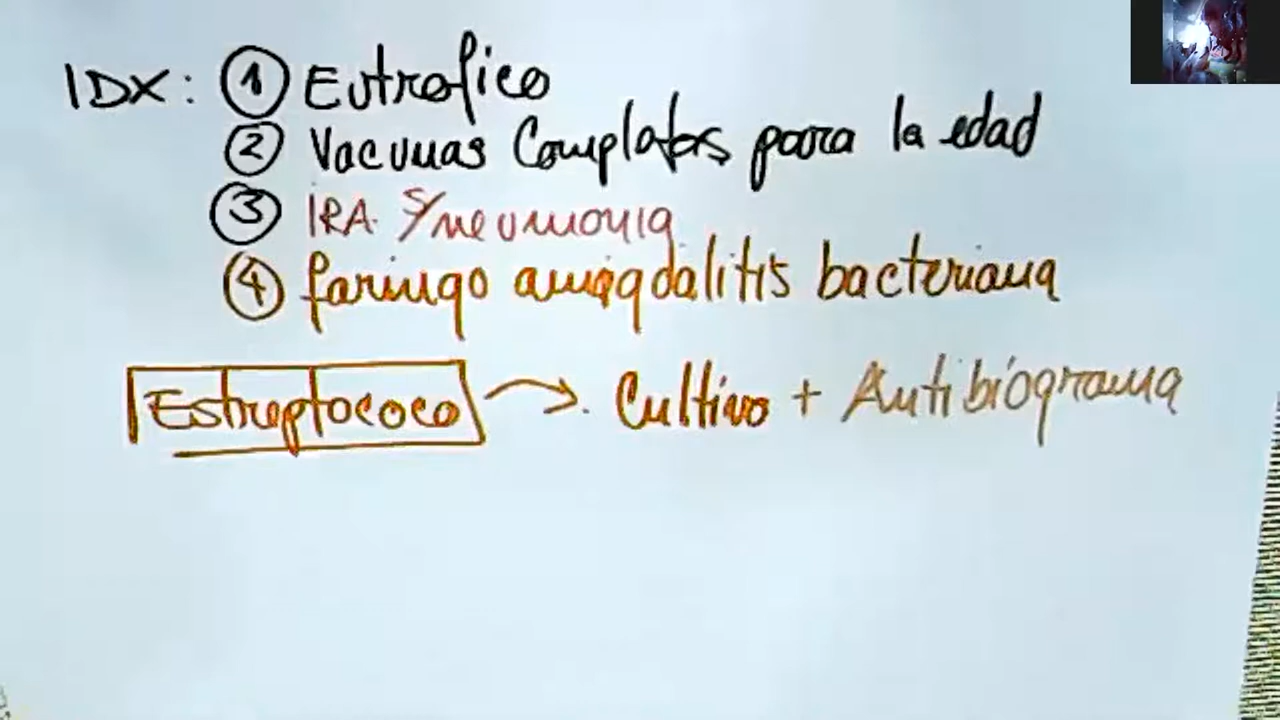 IDX: ① Eutrofico
② Vacunas Completas para la edad
③ IRA. S/neumonia
④ faringo amigdalitis bacteriana
Estreptococo → Cultivo + Antibiograma